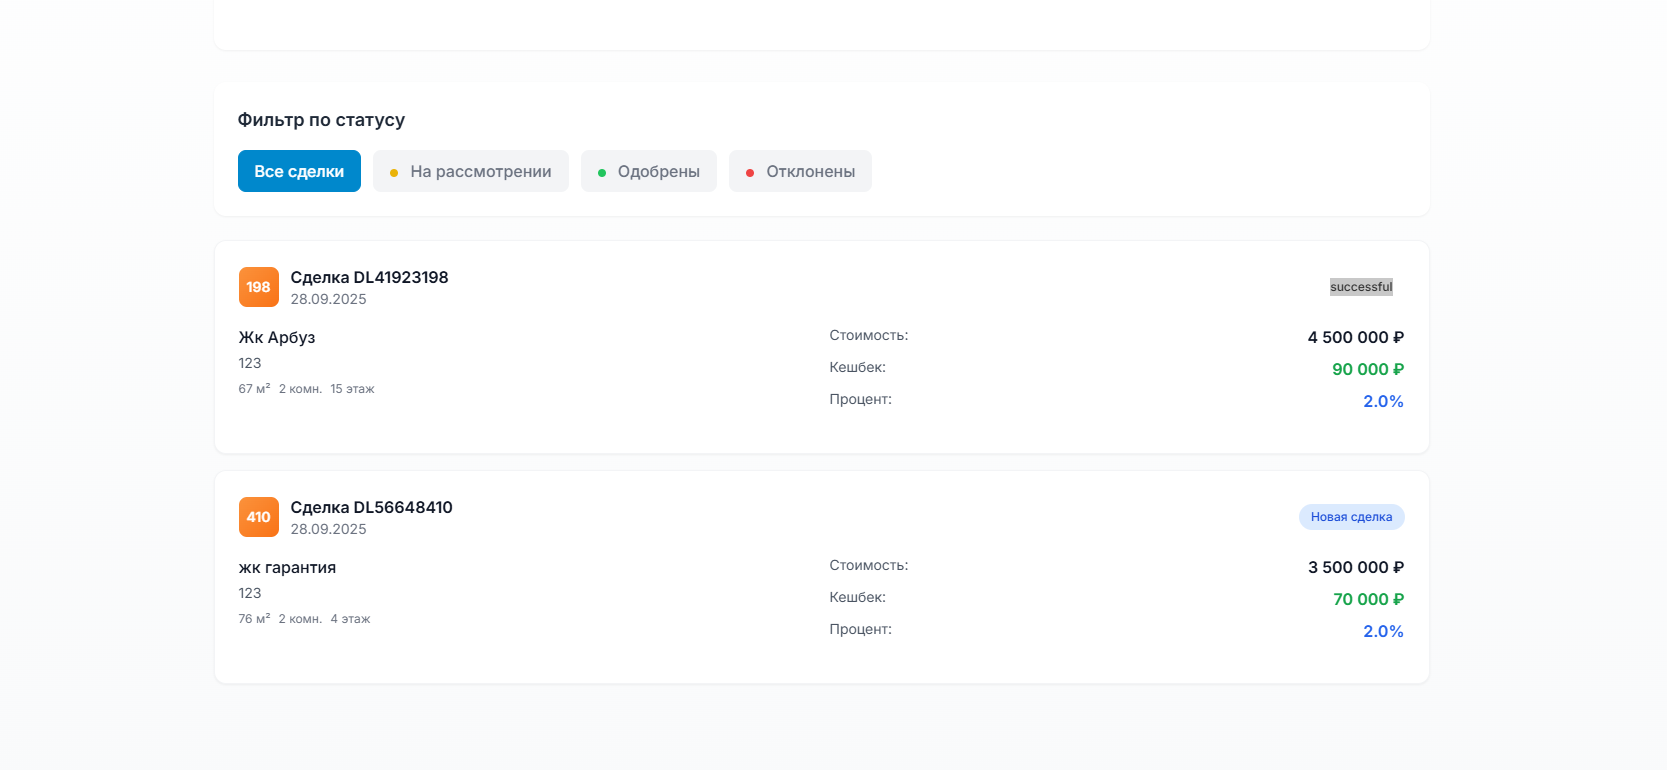 Фильтр по статусу
Все сделки
На рассмотрении
Одобрены
Отклонены
198
Сделка DL41923198
28.09.2025
successful
Жк Арбуз
123
67 м² 2 комн. 15 этаж
Стоимость: 4 500 000 ₽
Кешбек: 90 000 ₽
Процент: 2.0%
410
Сделка DL56648410
28.09.2025
Новая сделка
жк гарантия
123
76 м² 2 комн. 4 этаж
Стоимость: 3 500 000 ₽
Кешбек: 70 000 ₽
Процент: 2.0%